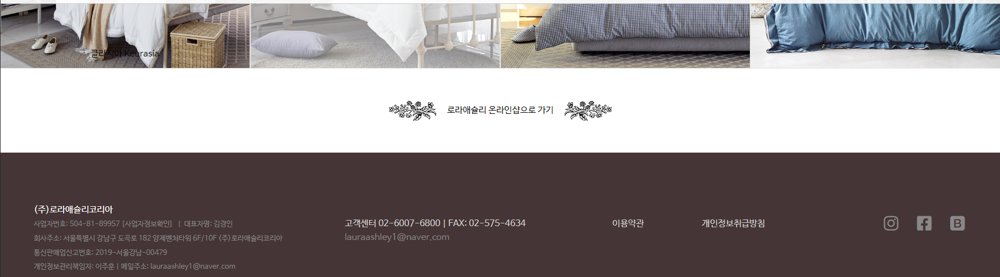 클라시아 Keurasia
로라애슐리 온라인샵으로 가기
(주)로라애슐리코리아
사업자번호: 504-81-89957 [사업자정보확인] | 대표자명: 김경인
회사주소: 서울특별시 강남구 도곡로 182 양제벤처타워 6F/10F (주)로라애슐리코리아
통신판매업신고번호: 2019-서울강남-00479
개인정보관리책임자: 이주훈 | 메일주소: lauraashley1@naver.com
고객센터 02-6007-6800 | FAX: 02-575-4634
lauraashley1@naver.com
이용약관
개인정보취급방침
B